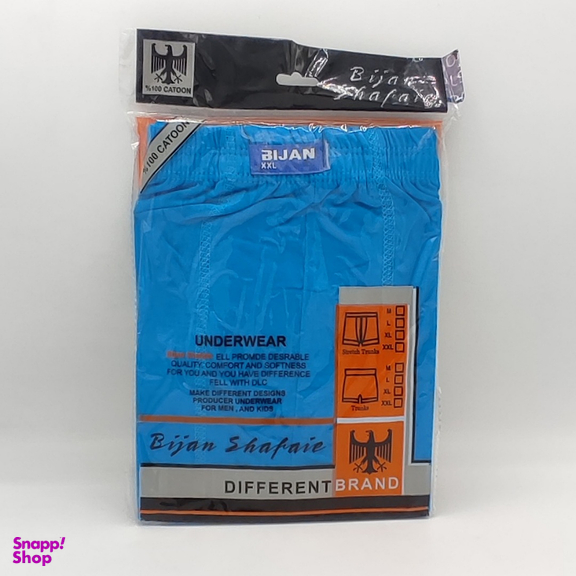 %100 CATOON
Bijan
Shafaie
%100 CATOON
BIJAN
XXL
UNDERWEAR
ELL PROMDE DESRABLE
QUALITY, COMFORT AND SOFTNESS
FOR YOU AND YOU HAVE DIFFERENCE
FELL WITH DLC
MAKE DIFFERENT DESIGNS
PRODUCER UNDERWEAR
FOR MEN , AND KIDS
M
L
XL
XXL
Stretch Trunks
M
L
XL
XXL
Trunks
Bijan Shafaie
DIFFERENT BRAND
Snapp!
Shop